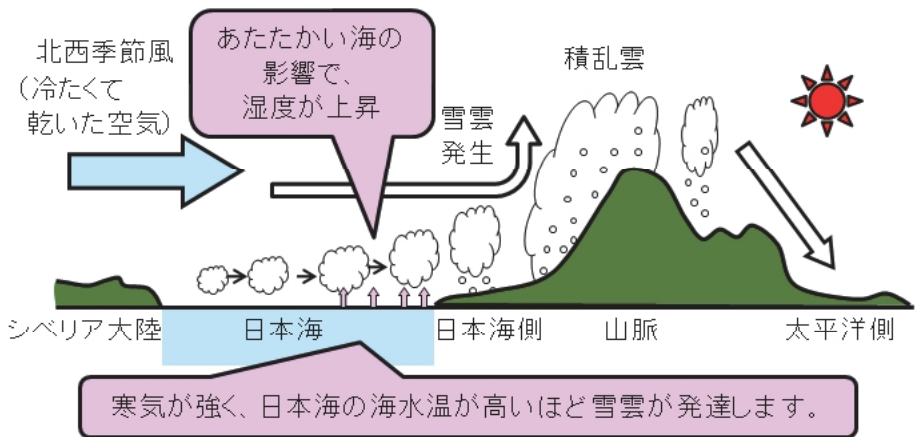 北西季節風
(冷たくて
乾いた空気)
あたたかい海の
影響で、
湿度が上昇
雪雲
発生
積乱雲
シベリア大陸
日本海
日本海側
山脈
太平洋側
寒気が強く、日本海の海水温が高いほど雪雲が発達します。